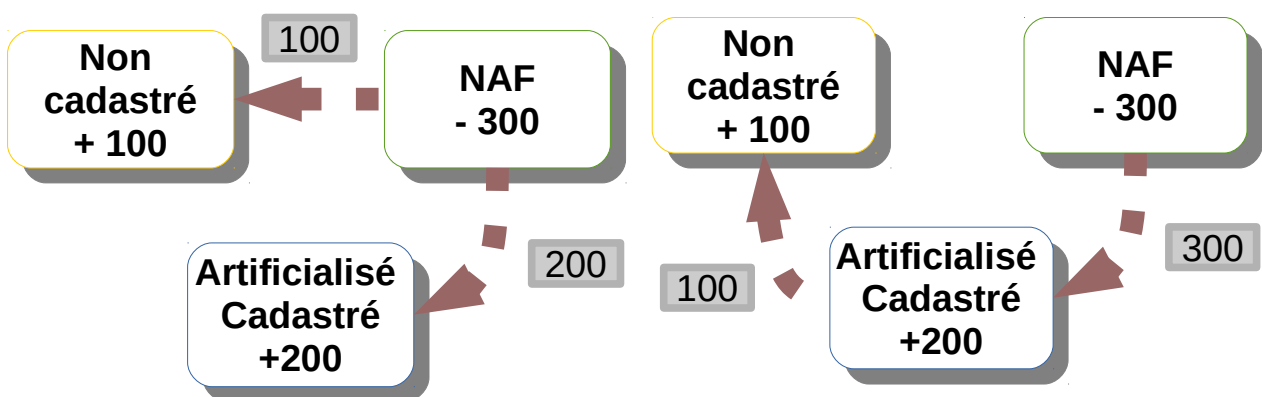 Non
cadastré
+ 100
100
NAF
- 300
Artificialisé
Cadastré
+200
200
Non
cadastré
+ 100
NAF
- 300
100
Artificialisé
Cadastré
+200
300